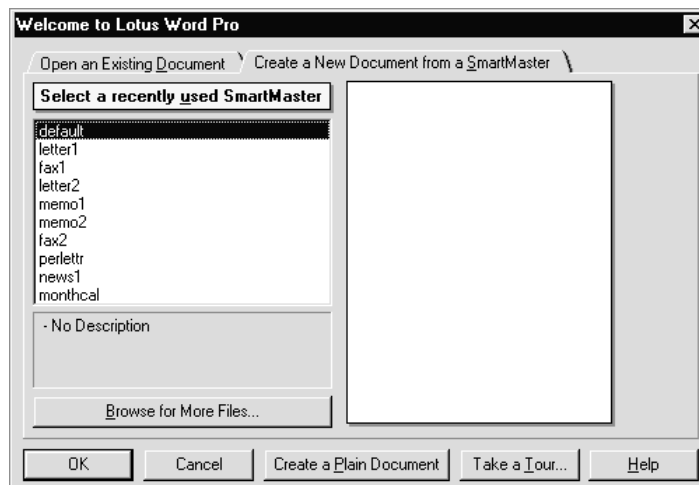 Welcome to Lotus Word Pro
Open an Existing Document
Create a New Document from a SmartMaster
Select a recently used SmartMaster
default
letter1
fax1
letter2
memo1
memo2
fax2
perlettr
news1
monthcal
- No Description
Browse for More Files...
OK
Cancel
Create a Plain Document
Take a Tour...
Help